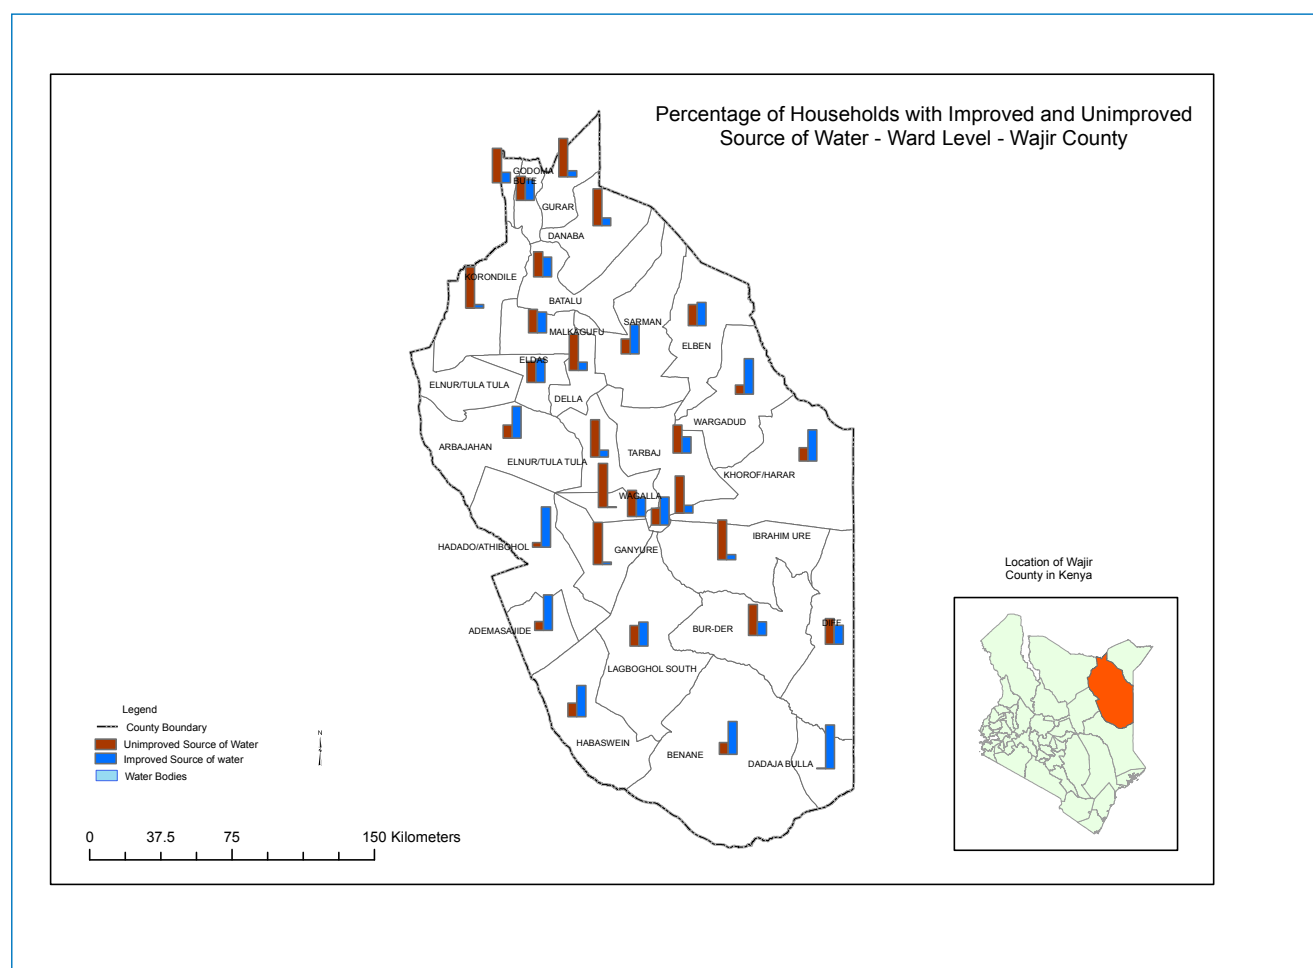 Percentage of Households with Improved and Unimproved
Source of Water - Ward Level - Wajir County
GODOMA
BUTE
GURAR
DANABA
KORONDILE
BATALU
MALKAGUFU
SARMAN
ELBEN
ELDAS
ELNUR/TULA TULA
DELLA
WARGADUD
ARBAJAHAN
ELNUR/TULA TULA
TARBAJ
KHOROF/HARAR
WAGALLA
HADADO/ATHIBOHOL
GANYURE
IBRAHIM URE
ADEMASAJIDE
BUR-DER
DIFF
LAGBOGHOL SOUTH
HABASWEIN
BENANE
DADAJA BULLA
Location of Wajir
County in Kenya
Legend
County Boundary
Unimproved Source of Water
Improved Source of water
Water Bodies
N
0 37.5 75 150 Kilometers